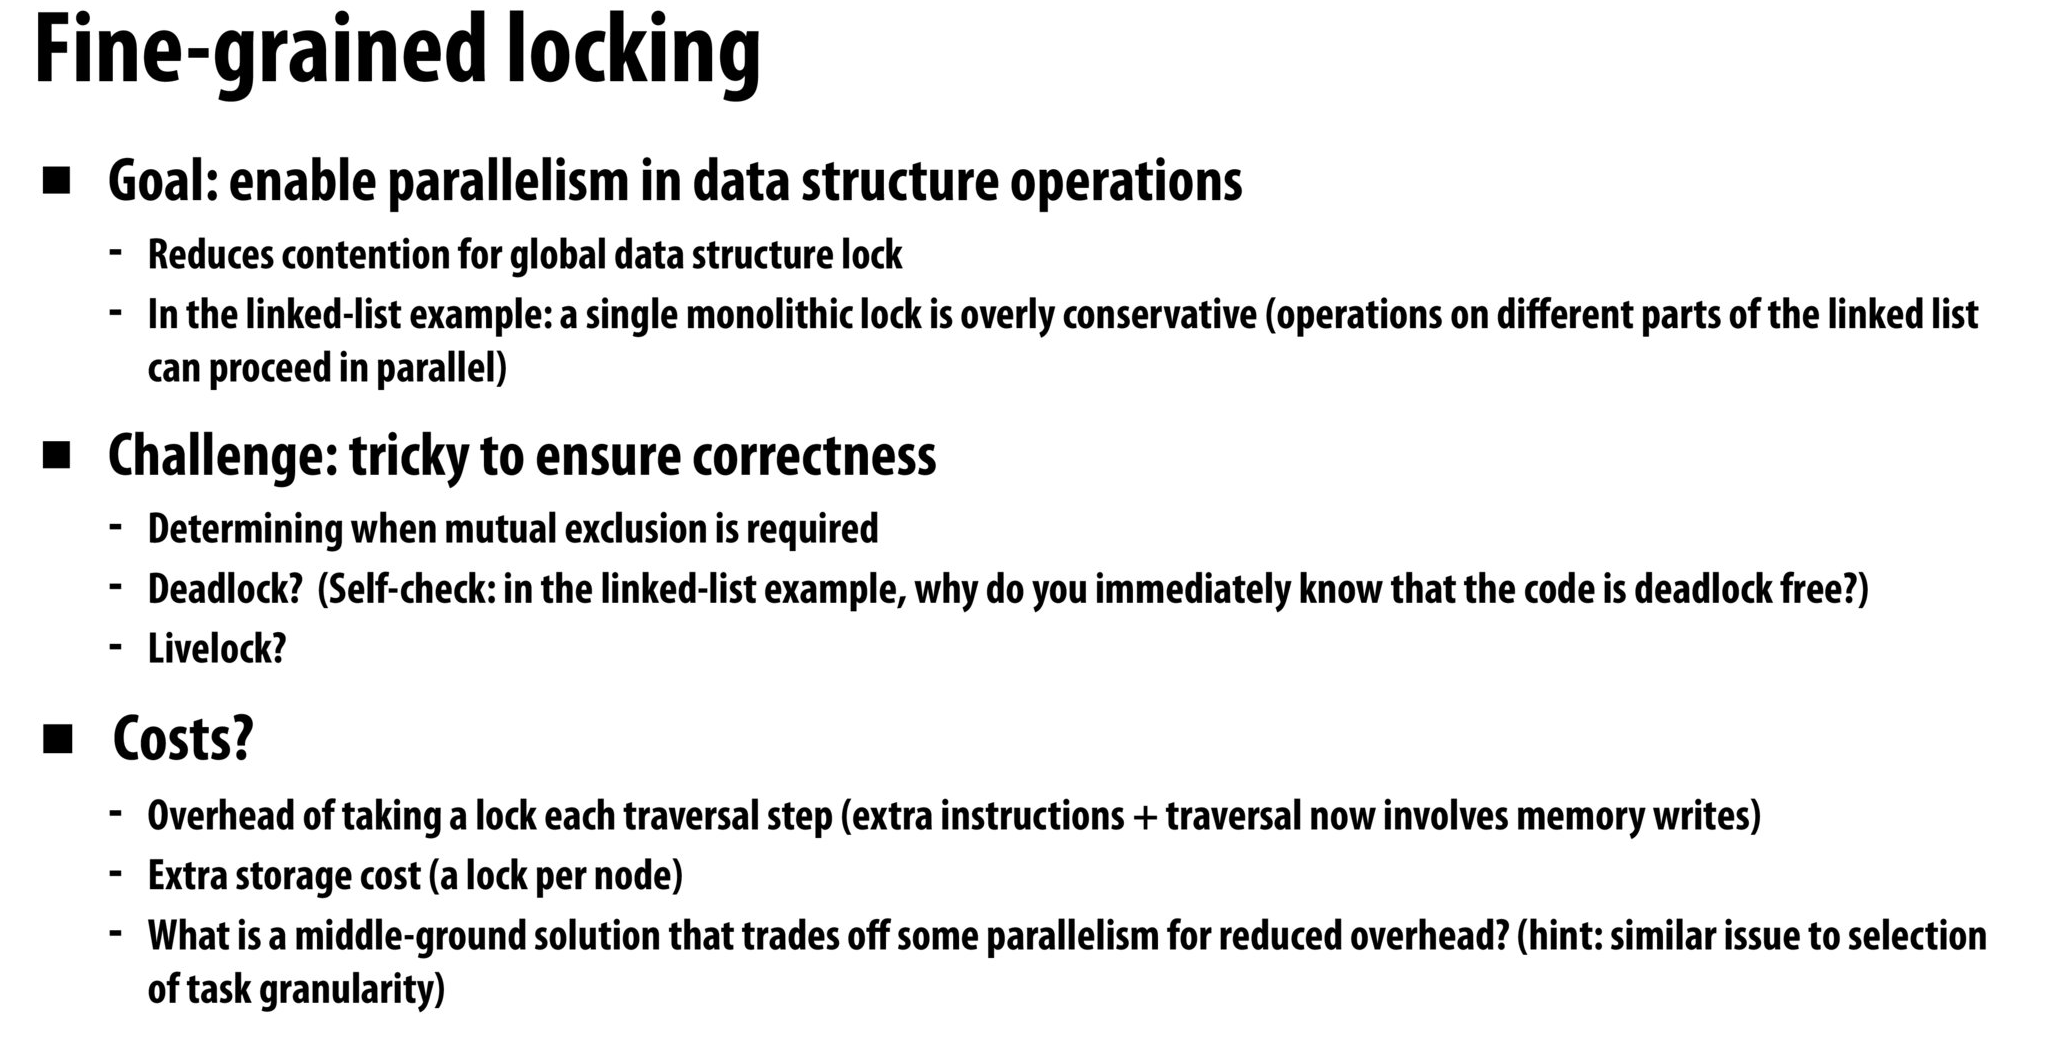 Fine-grained locking
■ Goal: enable parallelism in data structure operations
- Reduces contention for global data structure lock
- In the linked-list example: a single monolithic lock is overly conservative (operations on different parts of the linked list
can proceed in parallel)
■ Challenge: tricky to ensure correctness
- Determining when mutual exclusion is required
- Deadlock? (Self-check: in the linked-list example, why do you immediately know that the code is deadlock free?)
- Livelock?
■ Costs?
- Overhead of taking a lock each traversal step (extra instructions + traversal now involves memory writes)
- Extra storage cost (a lock per node)
- What is a middle-ground solution that trades off some parallelism for reduced overhead? (hint: similar issue to selection
of task granularity)